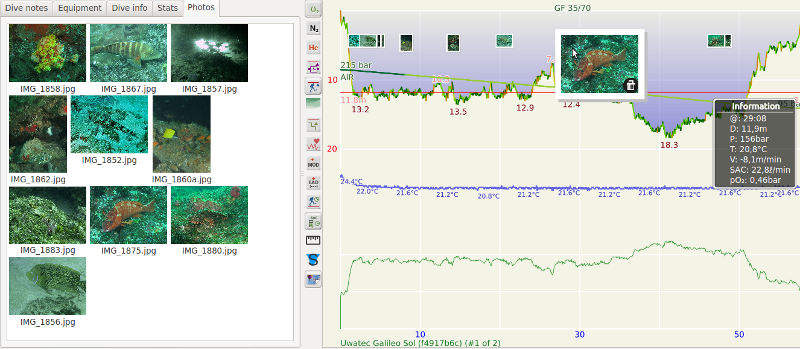 Dive notes
Equipment
Dive info
Stats
Photos
IMG_1858.jpg
IMG_1867.jpg
IMG_1857.jpg
IMG_1862.jpg
IMG_1852.jpg
IMG_1860a.jpg
IMG_1883.jpg
IMG_1875.jpg
IMG_1880.jpg
IMG_1856.jpg
O₂
N₂
He
MOD
EAD
GF 35/70
215 bar
AIR
10
11.8m
13.2
13.5
12.9
12.4
18.3
20
Information
@: 29:08
D: 11,9m
P: 156bar
T: 20,8°C
V: -8,1m/min
SAC: 22,8ℓ/min
pO₂: 0,46bar
24.4°C
22.0°C
21.6°C
21.2°C
20.8°C
21.2°C
21.6°C
21.2°C
21.6°C
21.2°C
21.6°C
21.2°C
21.6°C
10
30
50
Uwatec Galileo Sol (f4917b6c) (#1 of 2)